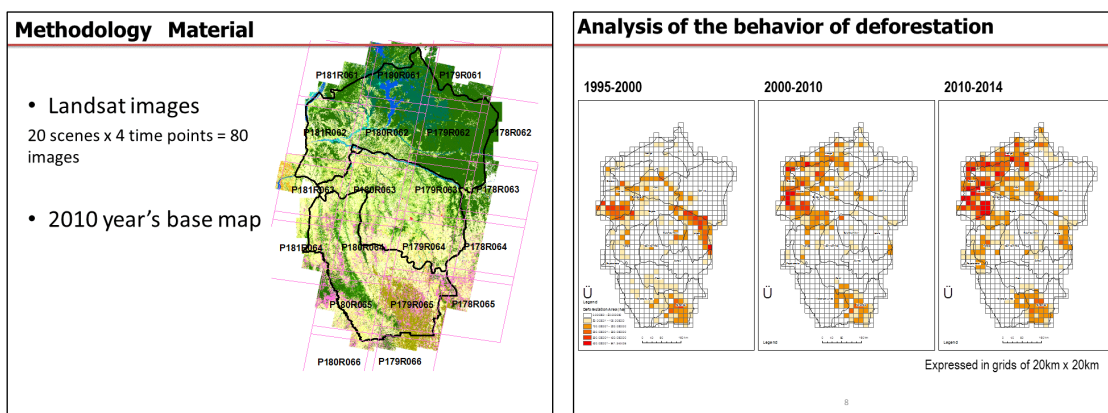 Methodology Material
• Landsat images
20 scenes x 4 time points = 80
images
• 2010 year's base map
P181R061 P180R061 P179R061
P181R062 P180R062 P179R062 P178R062
P181R063 P180R063 P179R063 P178R063
P181R064 P180R064 P179R064 P178R064
P180R065 P179R065 P178R065
P180R066 P179R066
Analysis of the behavior of deforestation
1995-2000 2000-2010 2010-2014
Ü Ü Ü
Legend
Legend Legend
Expressed in grids of 20km x 20km
8